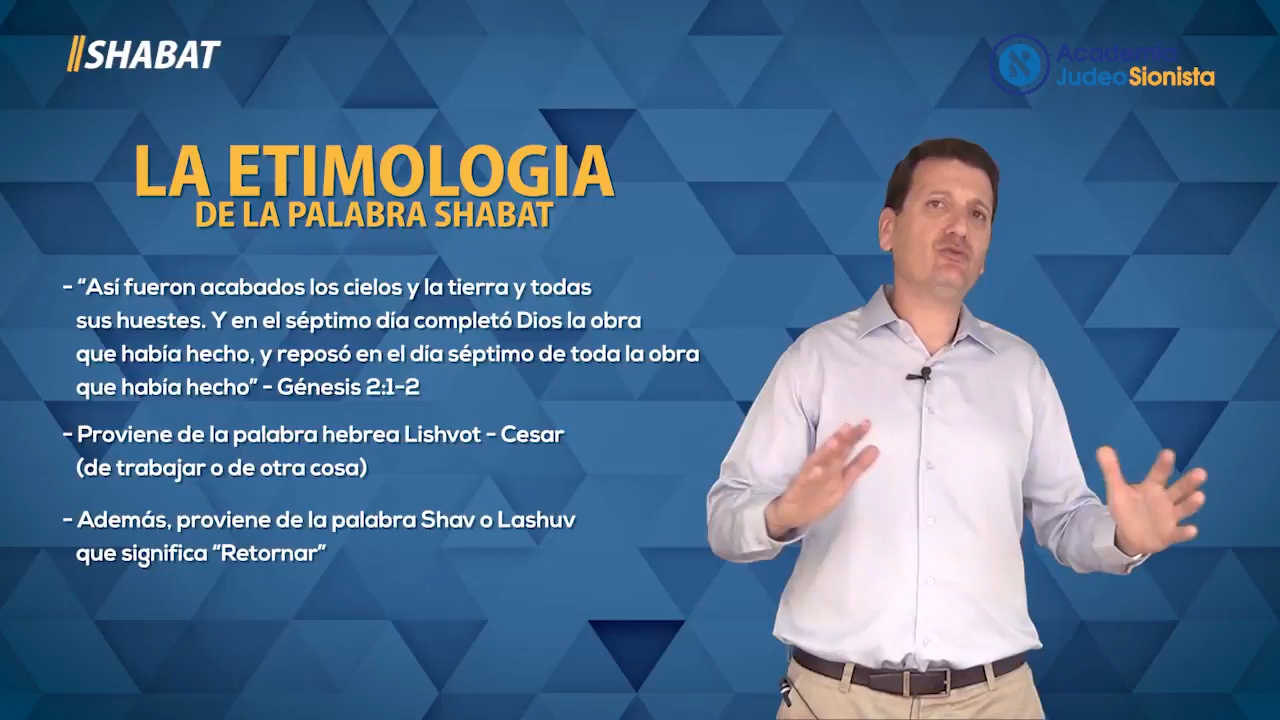 SHABAT
Academia
JudeoSionista
LA ETIMOLOGIA
DE LA PALABRA SHABAT
- “Así fueron acabados los cielos y la tierra y todas
sus huestes. Y en el séptimo día completó Dios la obra
que había hecho, y reposó en el día séptimo de toda la obra
que había hecho” - Génesis 2:1-2
- Proviene de la palabra hebrea Lishvot - Cesar
(de trabajar o de otra cosa)
- Además, proviene de la palabra Shav o Lashuv
que significa “Retornar”